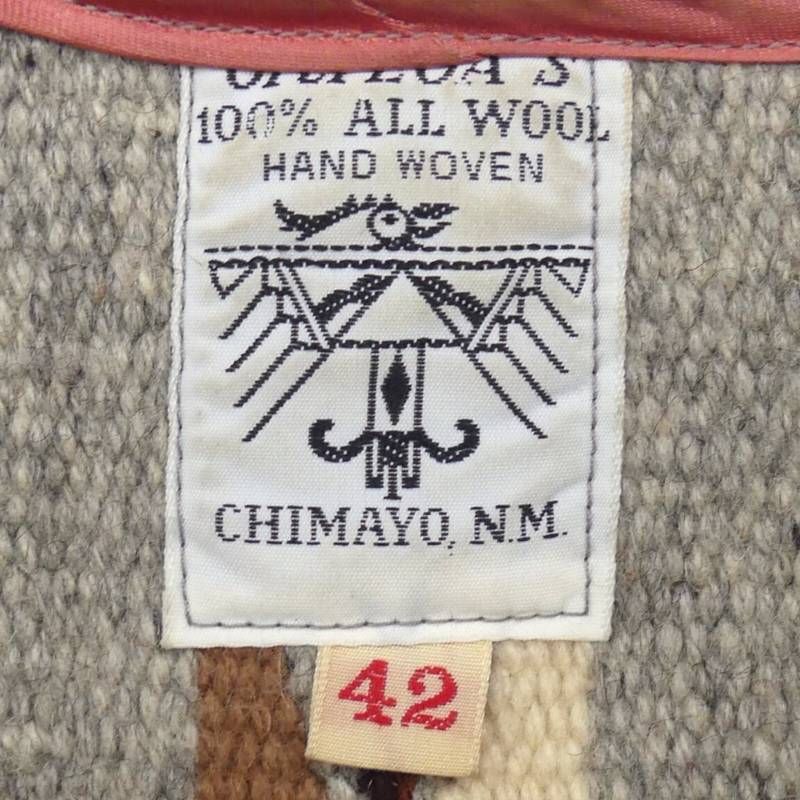 100% ALL WOOL
HAND WOVEN
CHIMAYO, N.M.
42